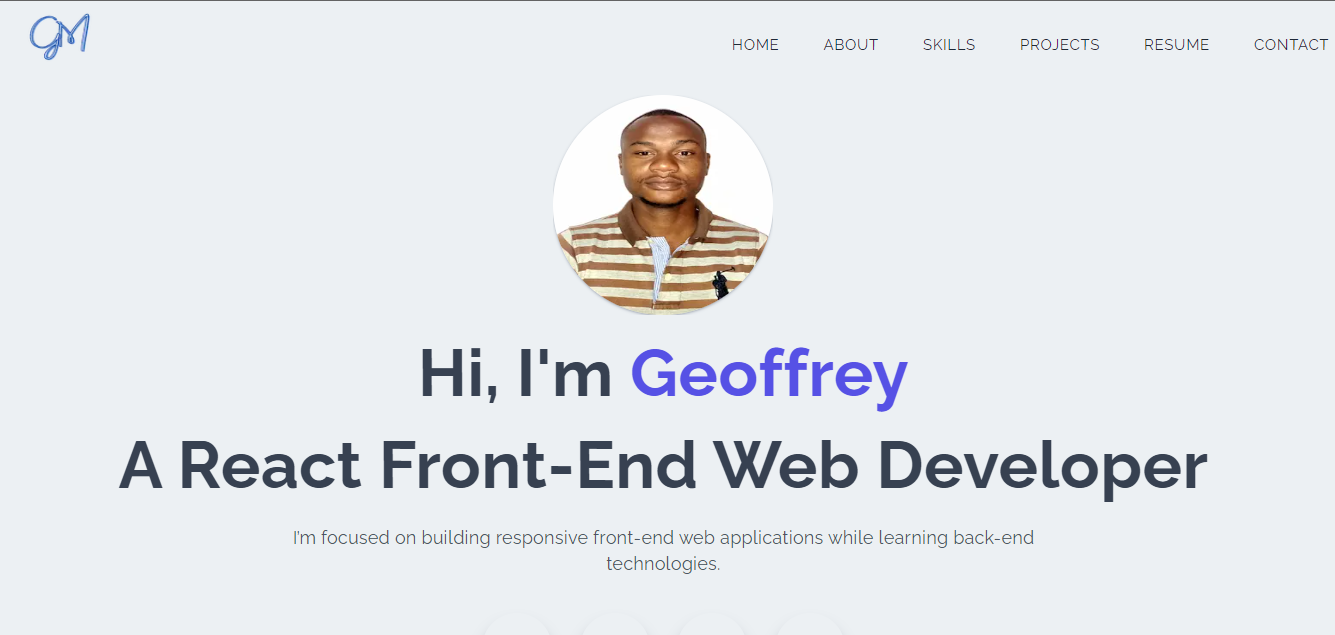 GM
HOME ABOUT SKILLS PROJECTS RESUME CONTACT
Hi, I'm Geoffrey
A React Front-End Web Developer
I'm focused on building responsive front-end web applications while learning back-end
technologies.